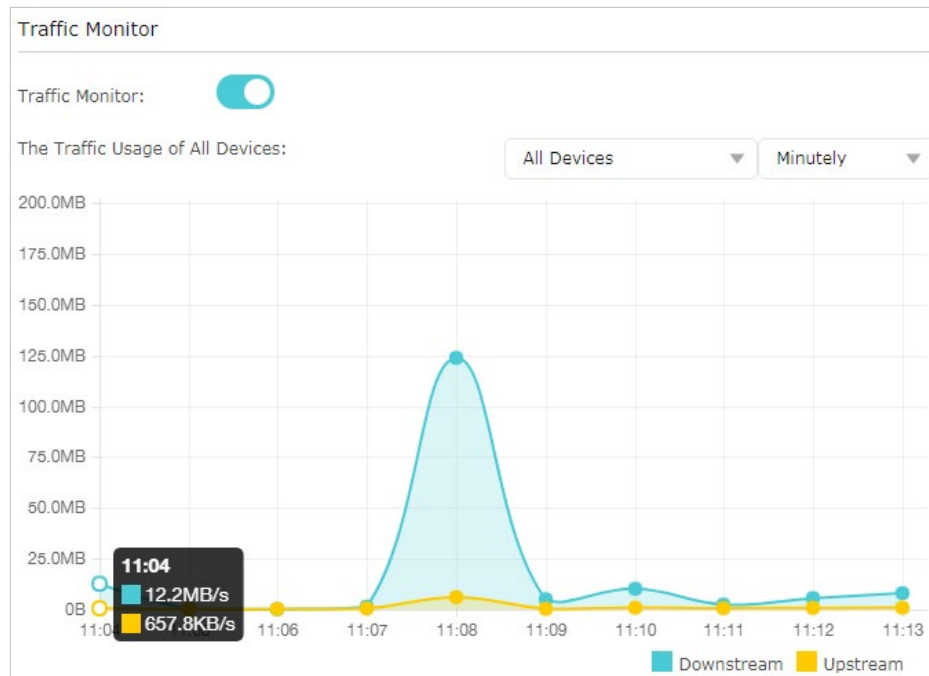 Traffic Monitor
Traffic Monitor:
The Traffic Usage of All Devices:
All Devices
Minutely
200.0MB
175.0MB
150.0MB
125.0MB
100.0MB
75.0MB
50.0MB
25.0MB
0B
11:04
12.2MB/s
657.8KB/s
11:06 11:07 11:08 11:09 11:10 11:11 11:12 11:13
Downstream Upstream